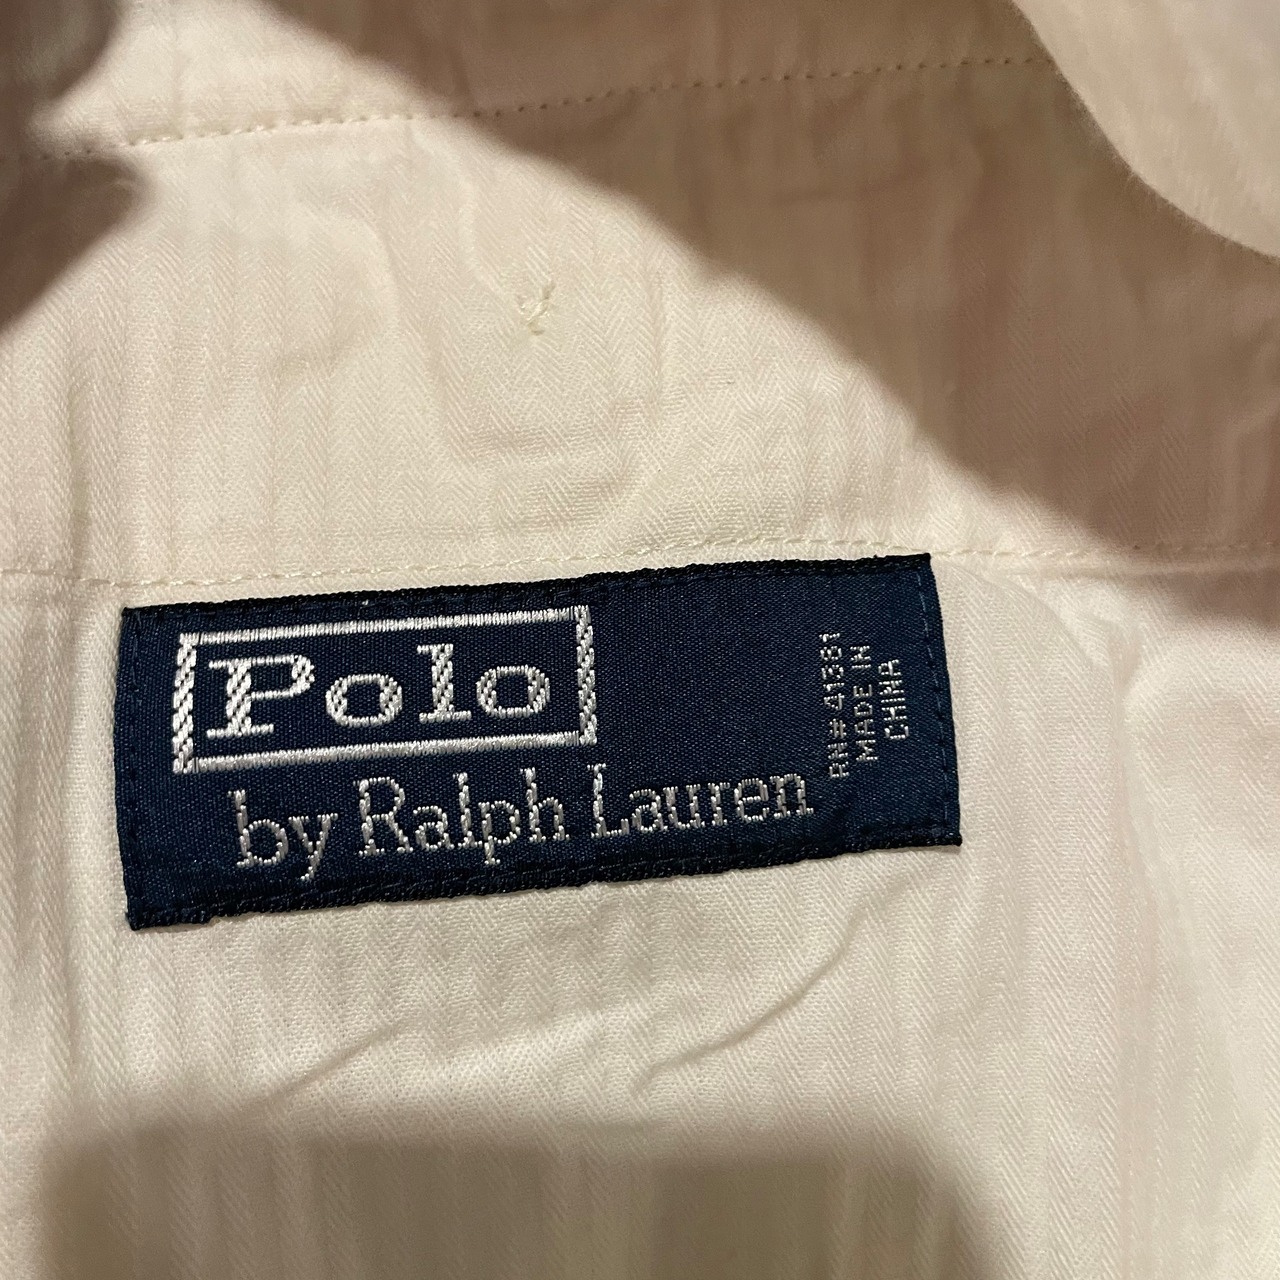 Polo
by Ralph Lauren
RN# 41381
MADE IN
CHINA